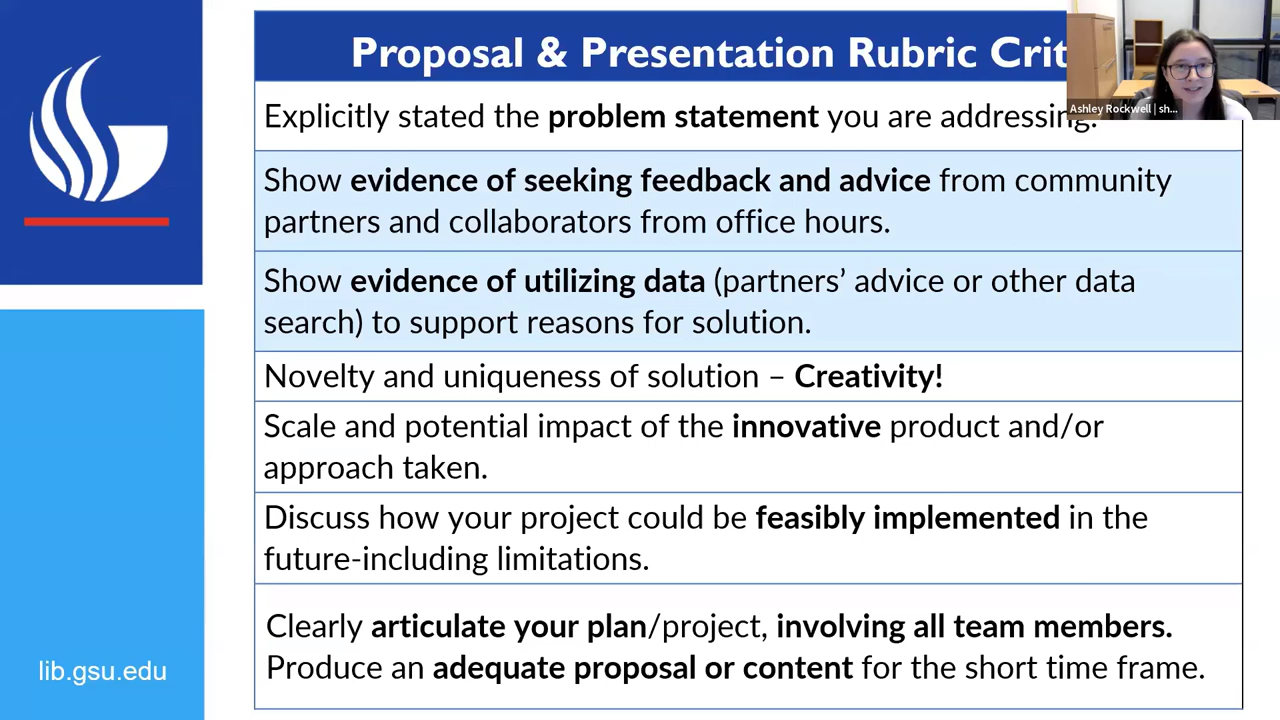 Proposal & Presentation Rubric Crit
Ashley Rockwell | sh...
Explicitly stated the problem statement you are addressing.
Show evidence of seeking feedback and advice from community
partners and collaborators from office hours.
Show evidence of utilizing data (partners’ advice or other data
search) to support reasons for solution.
Novelty and uniqueness of solution – Creativity!
Scale and potential impact of the innovative product and/or
approach taken.
Discuss how your project could be feasibly implemented in the
future-including limitations.
Clearly articulate your plan/project, involving all team members.
Produce an adequate proposal or content for the short time frame.
lib.gsu.edu